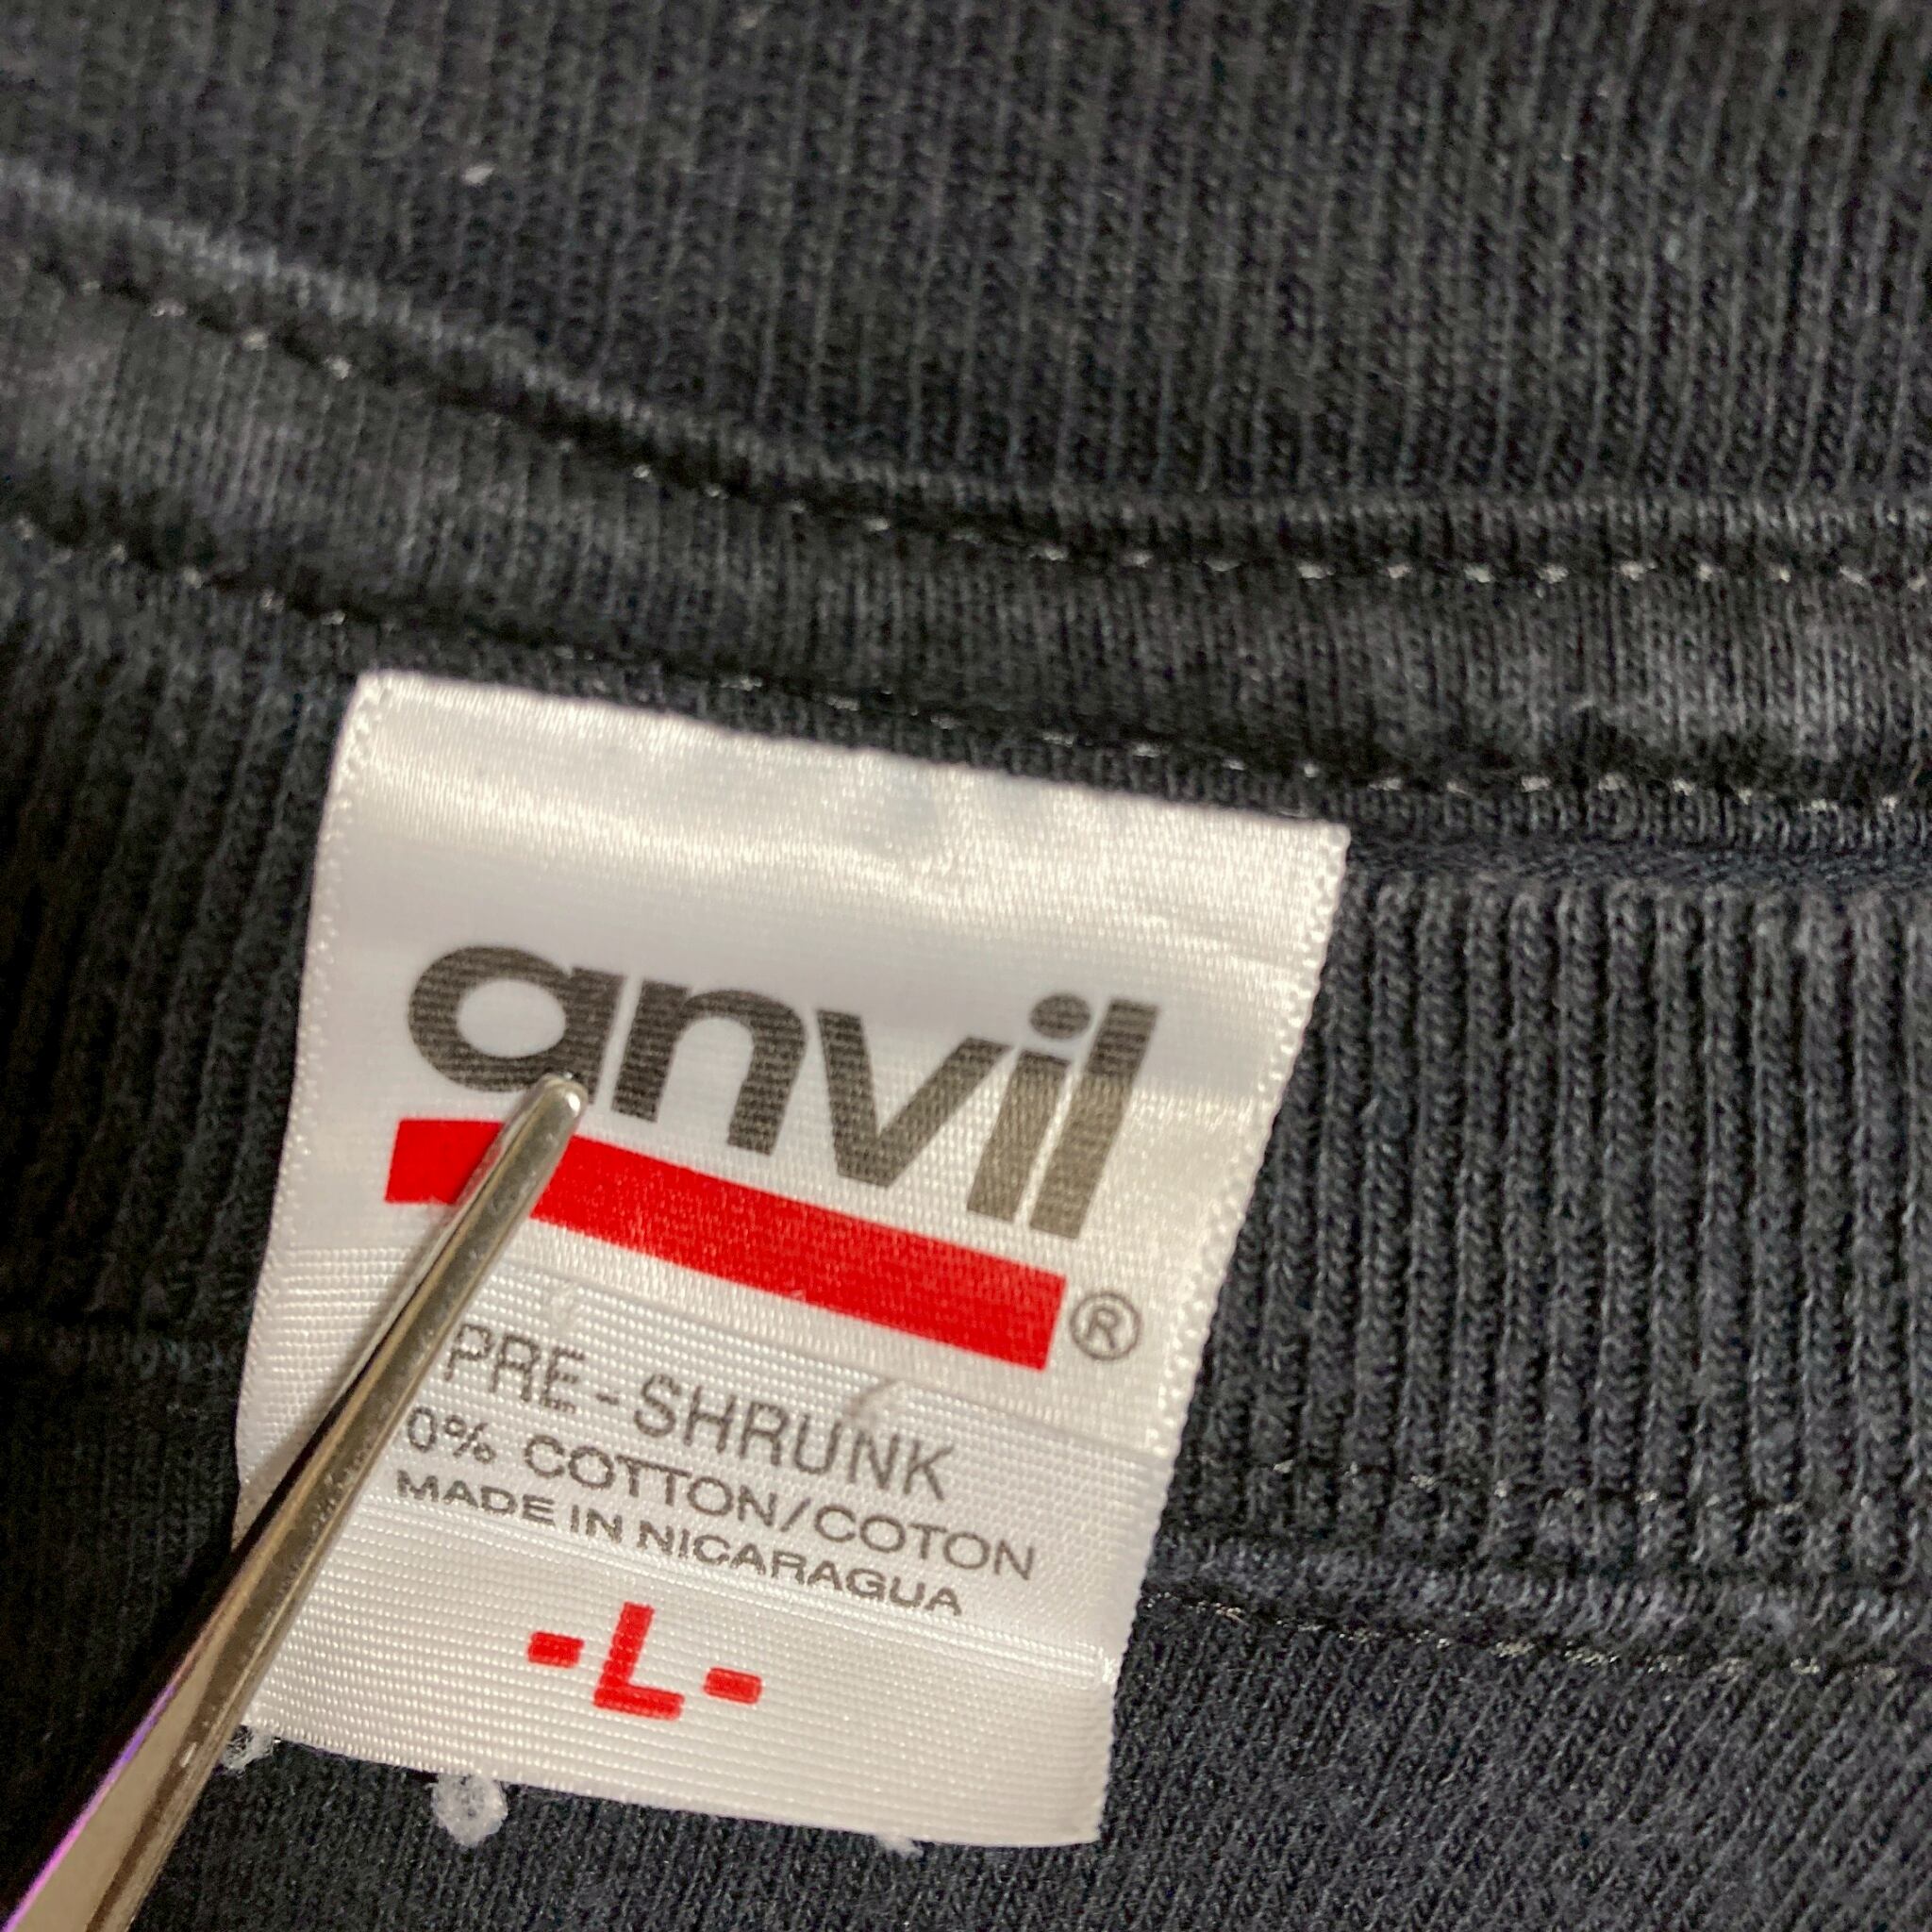 anvil
®
PRE-SHRUNK
0% COTTON/COTON
MADE IN NICARAGUA
-L-